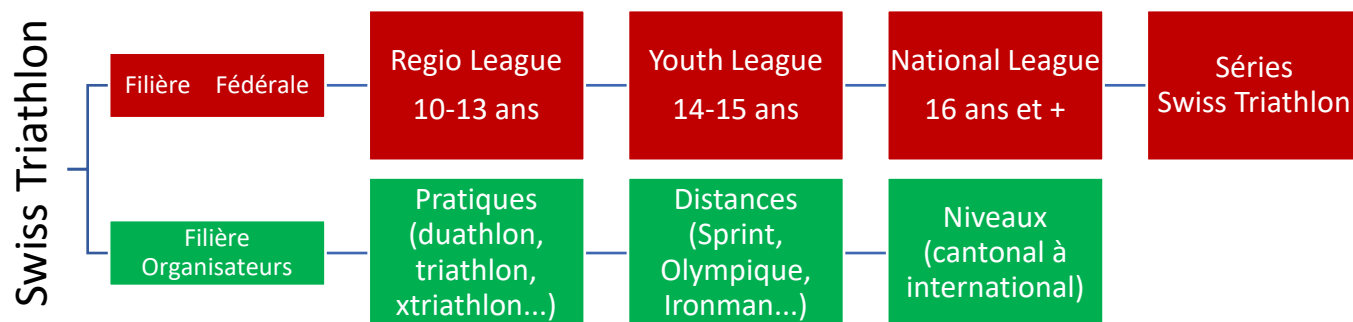 Swiss Triathlon
Filière Fédérale
Regio League
10-13 ans
Youth League
14-15 ans
National League
16 ans et +
Séries
Swiss Triathlon
Filière
Organisateurs
Pratiques
(duathlon,
triathlon,
xtriathlon...)
Distances
(Sprint,
Olympique,
Ironman...)
Niveaux
(cantonal à
international)